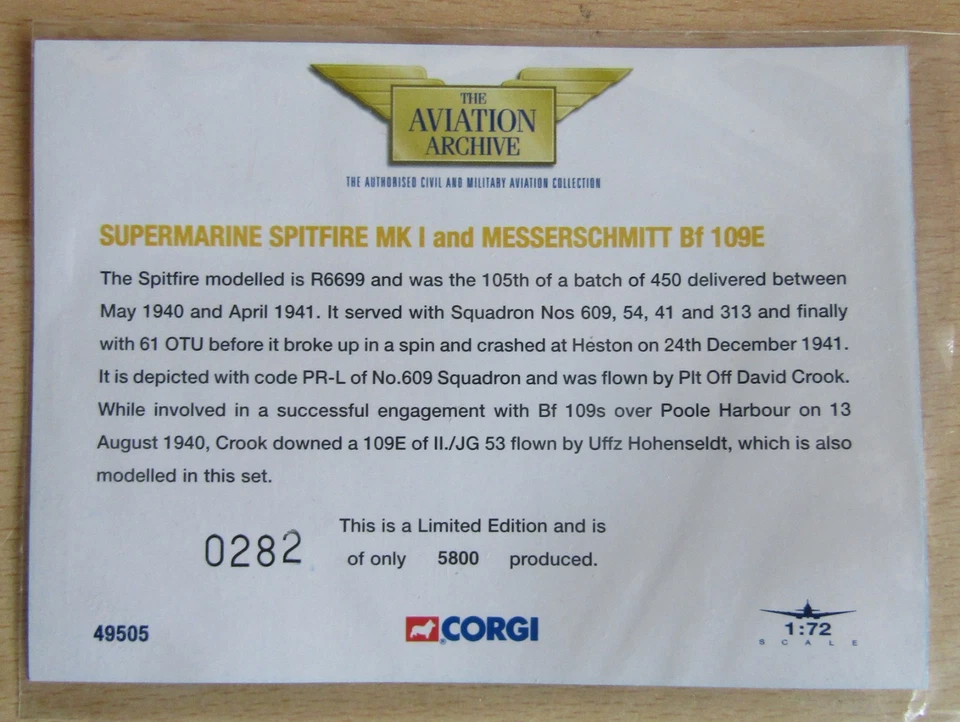 THE
AVIATION
ARCHIVE
THE AUTHORISED CIVIL AND MILITARY AVIATION COLLECTION
SUPERMARINE SPITFIRE MK I and MESSERSCHMITT Bf 109E
The Spitfire modelled is R6699 and was the 105th of a batch of 450 delivered between
May 1940 and April 1941. It served with Squadron Nos 609, 54, 41 and 313 and finally
with 61 OTU before it broke up in a spin and crashed at Heston on 24th December 1941.
It is depicted with code PR-L of No.609 Squadron and was flown by Plt Off David Crook.
While involved in a successful engagement with Bf 109s over Poole Harbour on 13
August 1940, Crook downed a 109E of II./JG 53 flown by Uffz Hohenseldt, which is also
modelled in this set.
This is a Limited Edition and is
0282 of only 5800 produced.
49505
®CORGI
1:72
SCALE